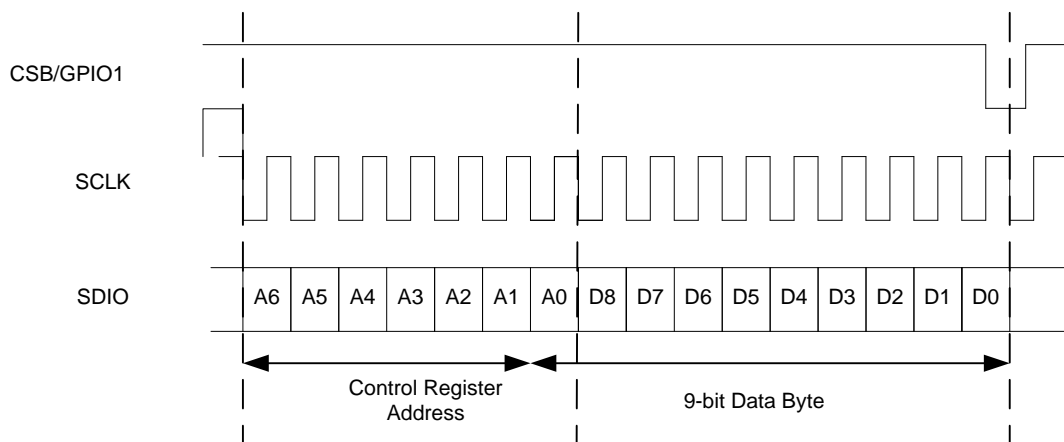 CSB/GPIO1
SCLK
SDIO
A6 A5 A4 A3 A2 A1 A0 D8 D7 D6 D5 D4 D3 D2 D1 D0
Control Register
Address
9-bit Data Byte